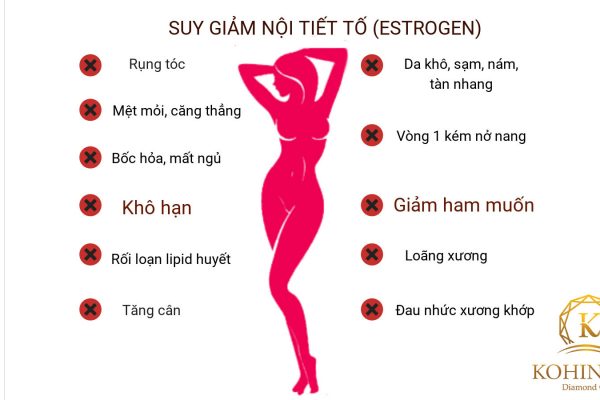 SUY GIẢM NỘI TIẾT TỐ (ESTROGEN)
Rụng tóc
Mệt mỏi, căng thẳng
Bốc hỏa, mất ngủ
Khô hạn
Rối loạn lipid huyết
Tăng cân
Da khô, sạm, nám,
tàn nhang
Vòng 1 kém nở nang
Giảm ham muốn
Loãng xương
Đau nhức xương khớp
K
KOHIN
Diamond